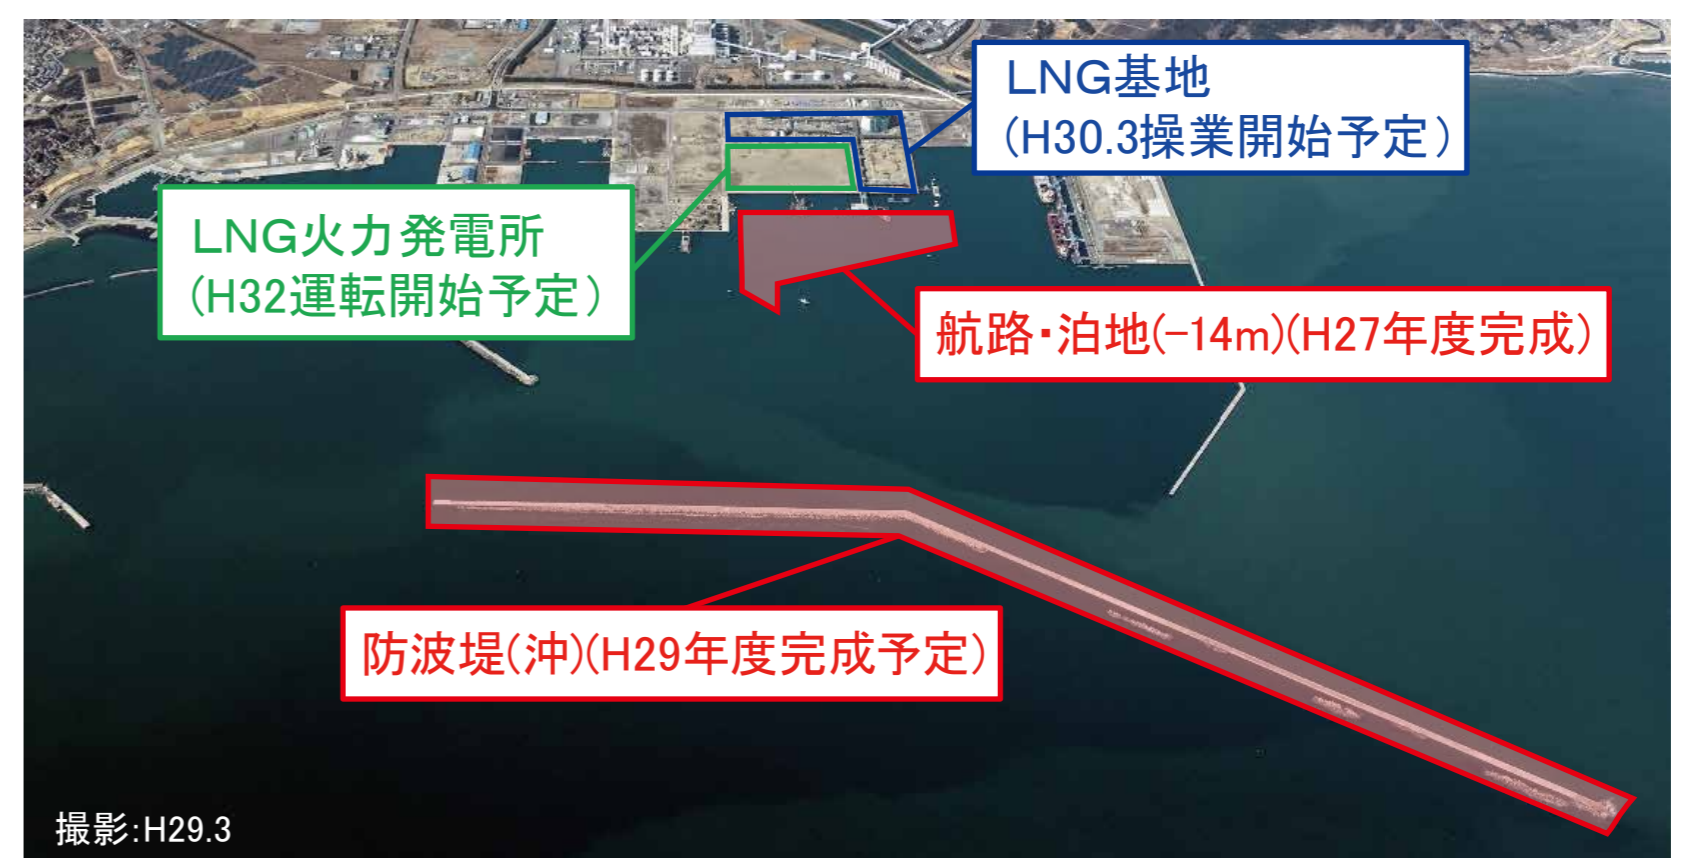 LNG基地
(H30.3操業開始予定)
LNG火力発電所
(H32運転開始予定)
航路・泊地(-14m)(H27年度完成)
防波堤(沖)(H29年度完成予定)
撮影:H29.3